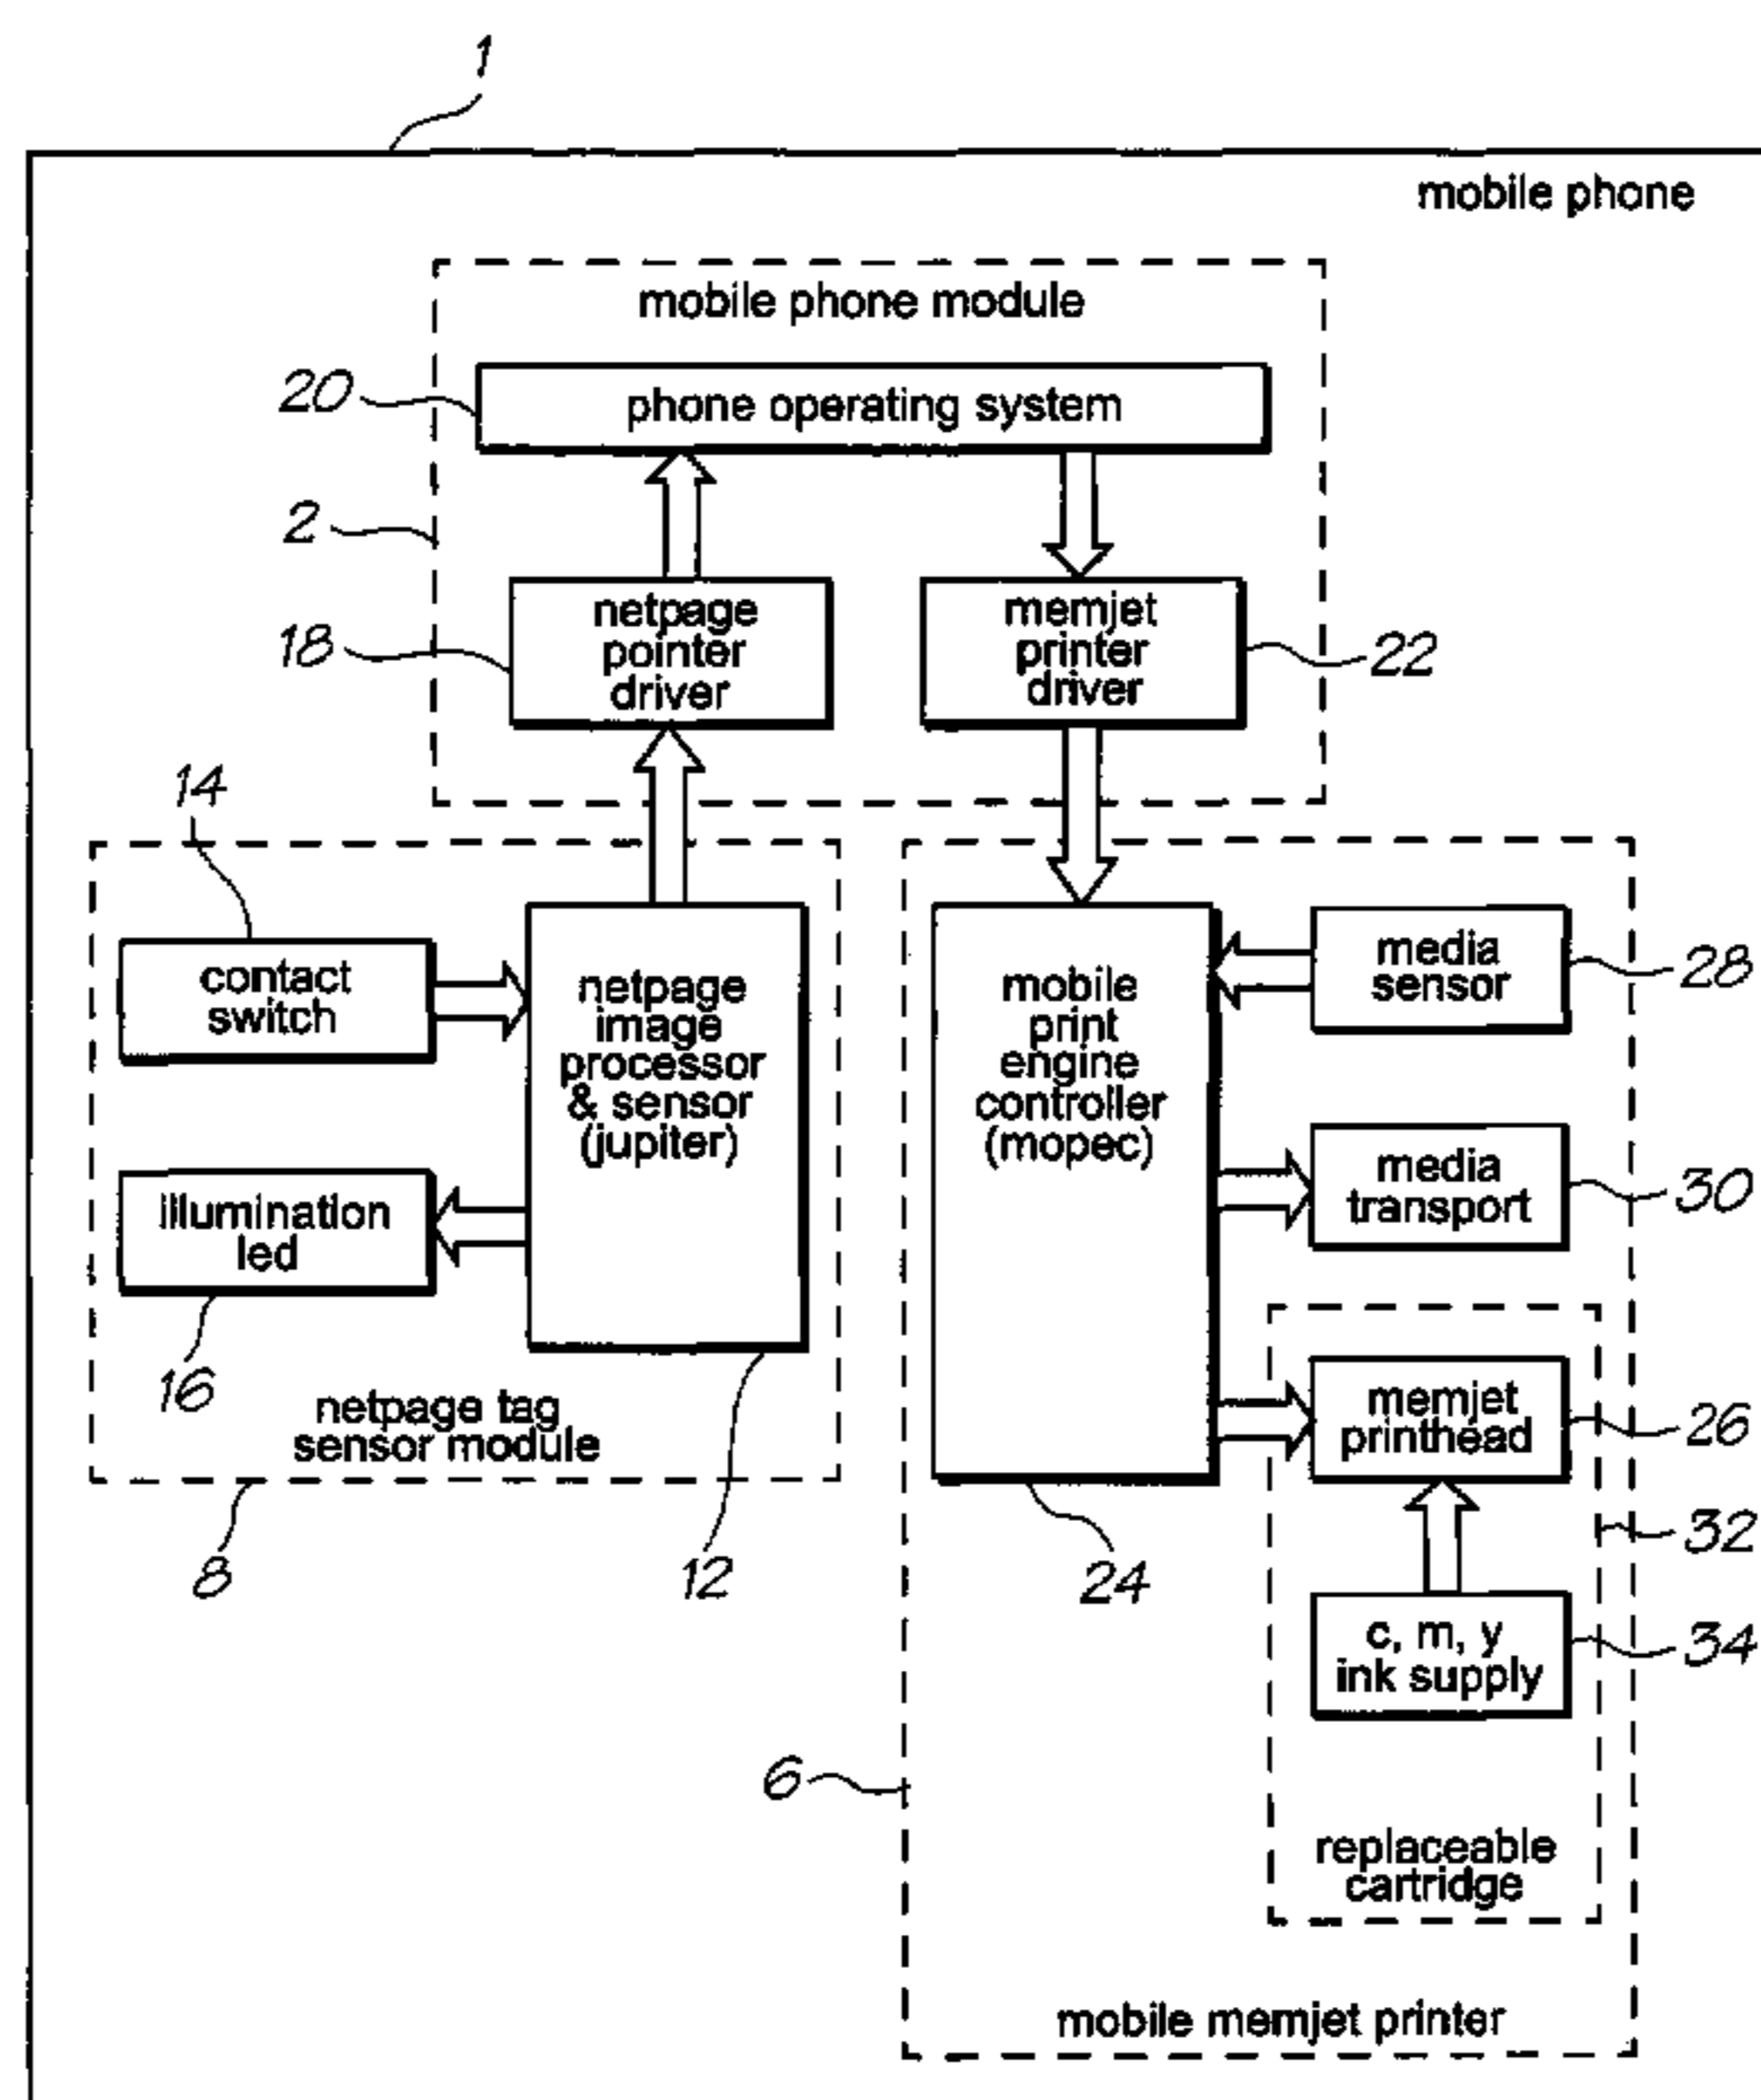 1
mobile phone
mobile phone module
20
phone operating system
2
18
netpage
pointer
driver
memjet
printer
driver
22
14
contact
switch
netpage
image
processor
& sensor
(jupiter)
illumination
led
16
netpage tag
sensor module
8
12
mobile
print
engine
controller
(mopec)
media
sensor
28
media
transport
30
memjet
printhead
26
32
24
c, m, y
ink supply
34
6
replaceable
cartridge
mobile memjet printer